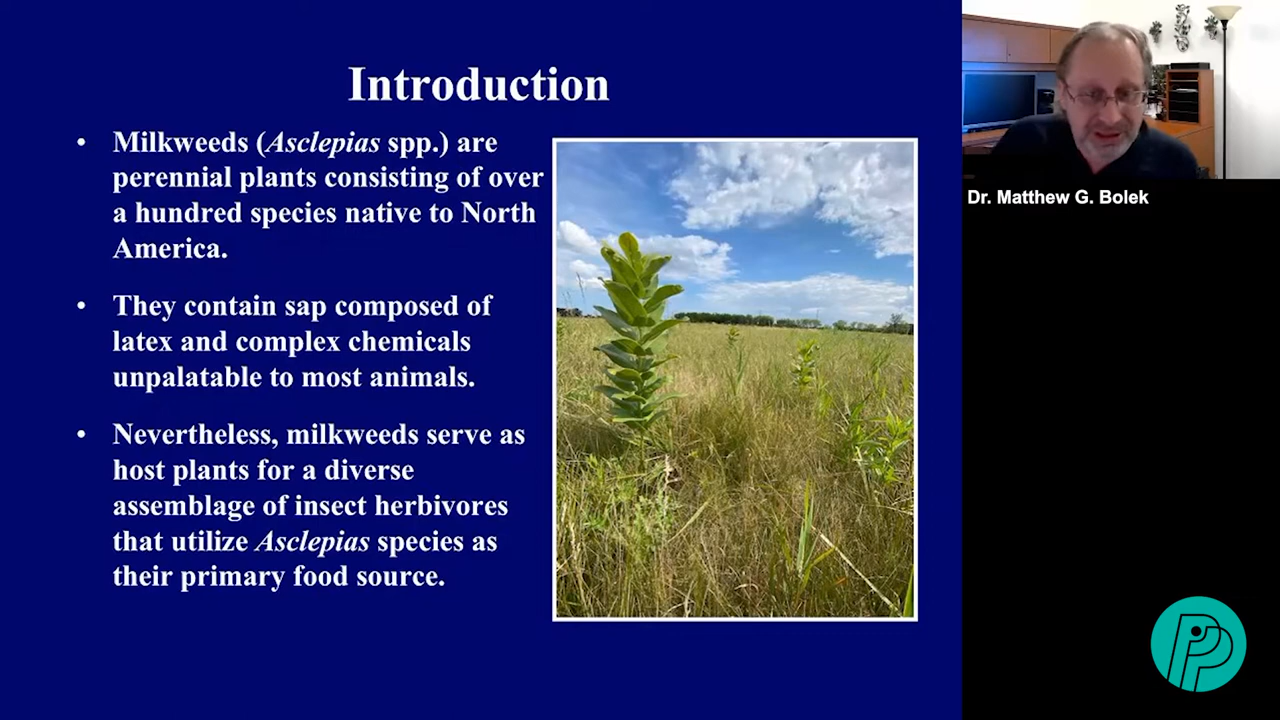 Introduction
• Milkweeds (Asclepias spp.) are
perennial plants consisting of over
a hundred species native to North
America.
• They contain sap composed of
latex and complex chemicals
unpalatable to most animals.
• Nevertheless, milkweeds serve as
host plants for a diverse
assemblage of insect herbivores
that utilize Asclepias species as
their primary food source.
Dr. Matthew G. Bolek
PP